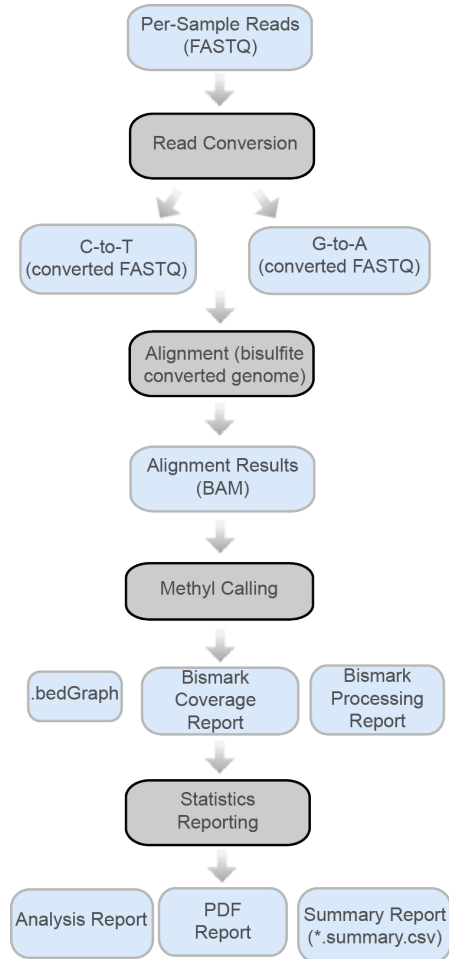 Per-Sample Reads
(FASTQ)
Read Conversion
C-to-T
(converted FASTQ)
G-to-A
(converted FASTQ)
Alignment (bisulfite
converted genome)
Alignment Results
(BAM)
Methyl Calling
.bedGraph
Bismark
Coverage
Report
Bismark
Processing
Report
Statistics
Reporting
Analysis Report
PDF
Report
Summary Report
(*.summary.csv)